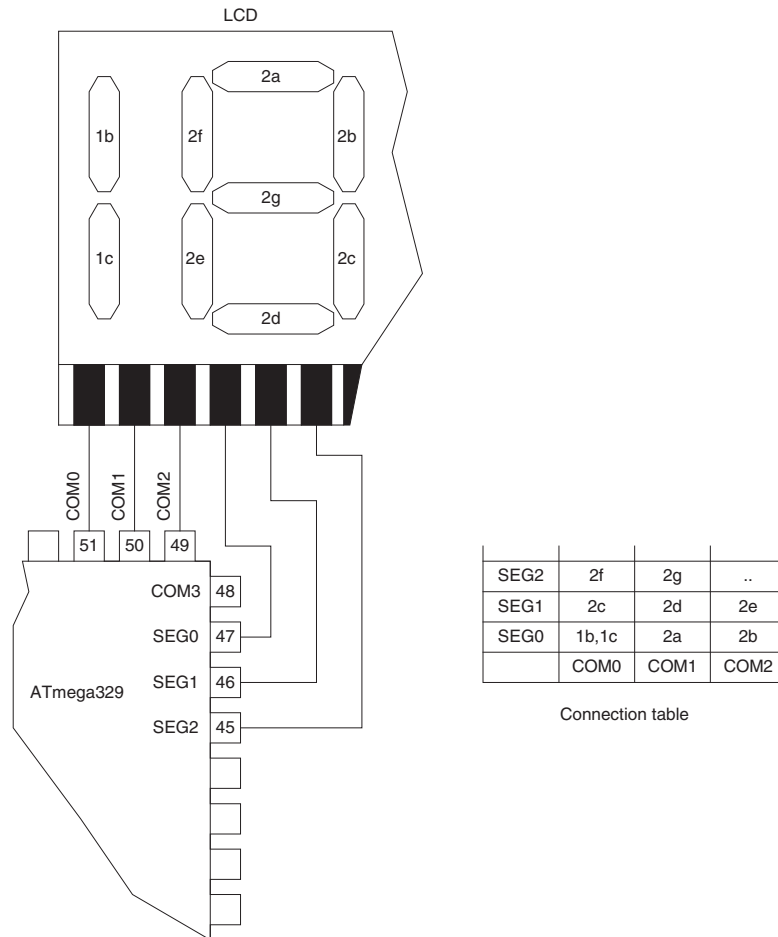 LCD
2a
1b 2f 2b
2g
1c 2e 2c
2d
COM0 COM1 COM2
51 50 49
COM3 48
SEG0 47
ATmega329 SEG1 46
SEG2 45
SEG2 2f 2g ..
SEG1 2c 2d 2e
SEG0 1b,1c 2a 2b
COM0 COM1 COM2
Connection table